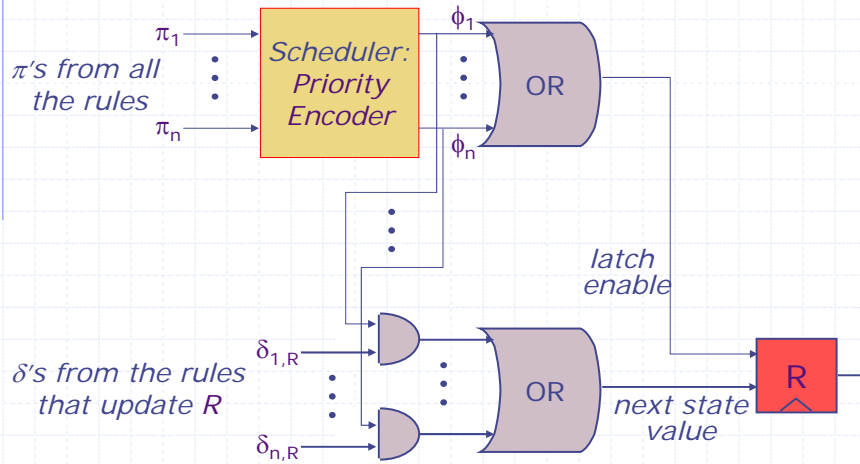 π1
π's from all
the rules
πn
Scheduler:
Priority
Encoder
ϕ1
ϕn
OR
latch
enable
δ1,R
δ's from the rules
that update R
δn,R
OR
next state
value
R